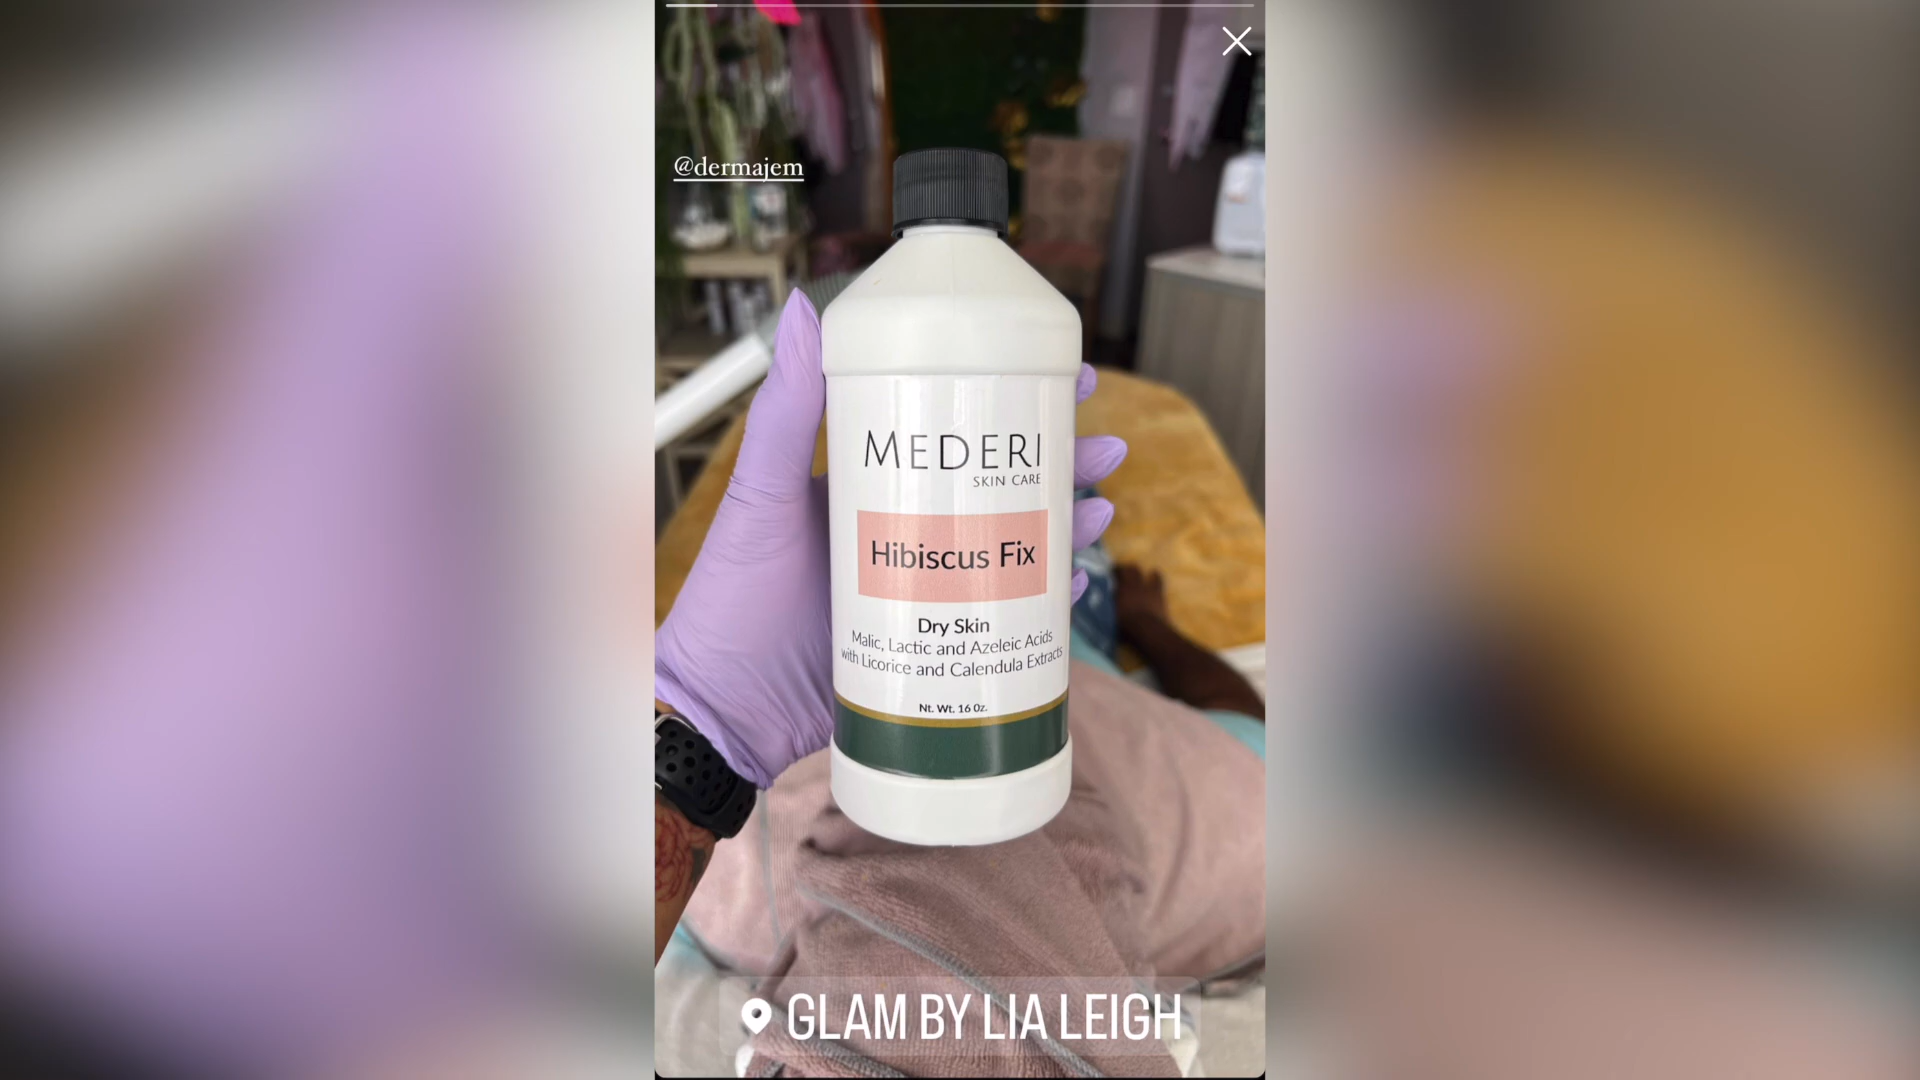 @dermajem
MEDERI
SKIN CARE
Hibiscus Fix
Dry Skin
Malic, Lactic and Azeleic Acids
with Licorice and Calendula Extracts
Nt. Wt. 16 Oz.
GLAM BY LIA LEIGH